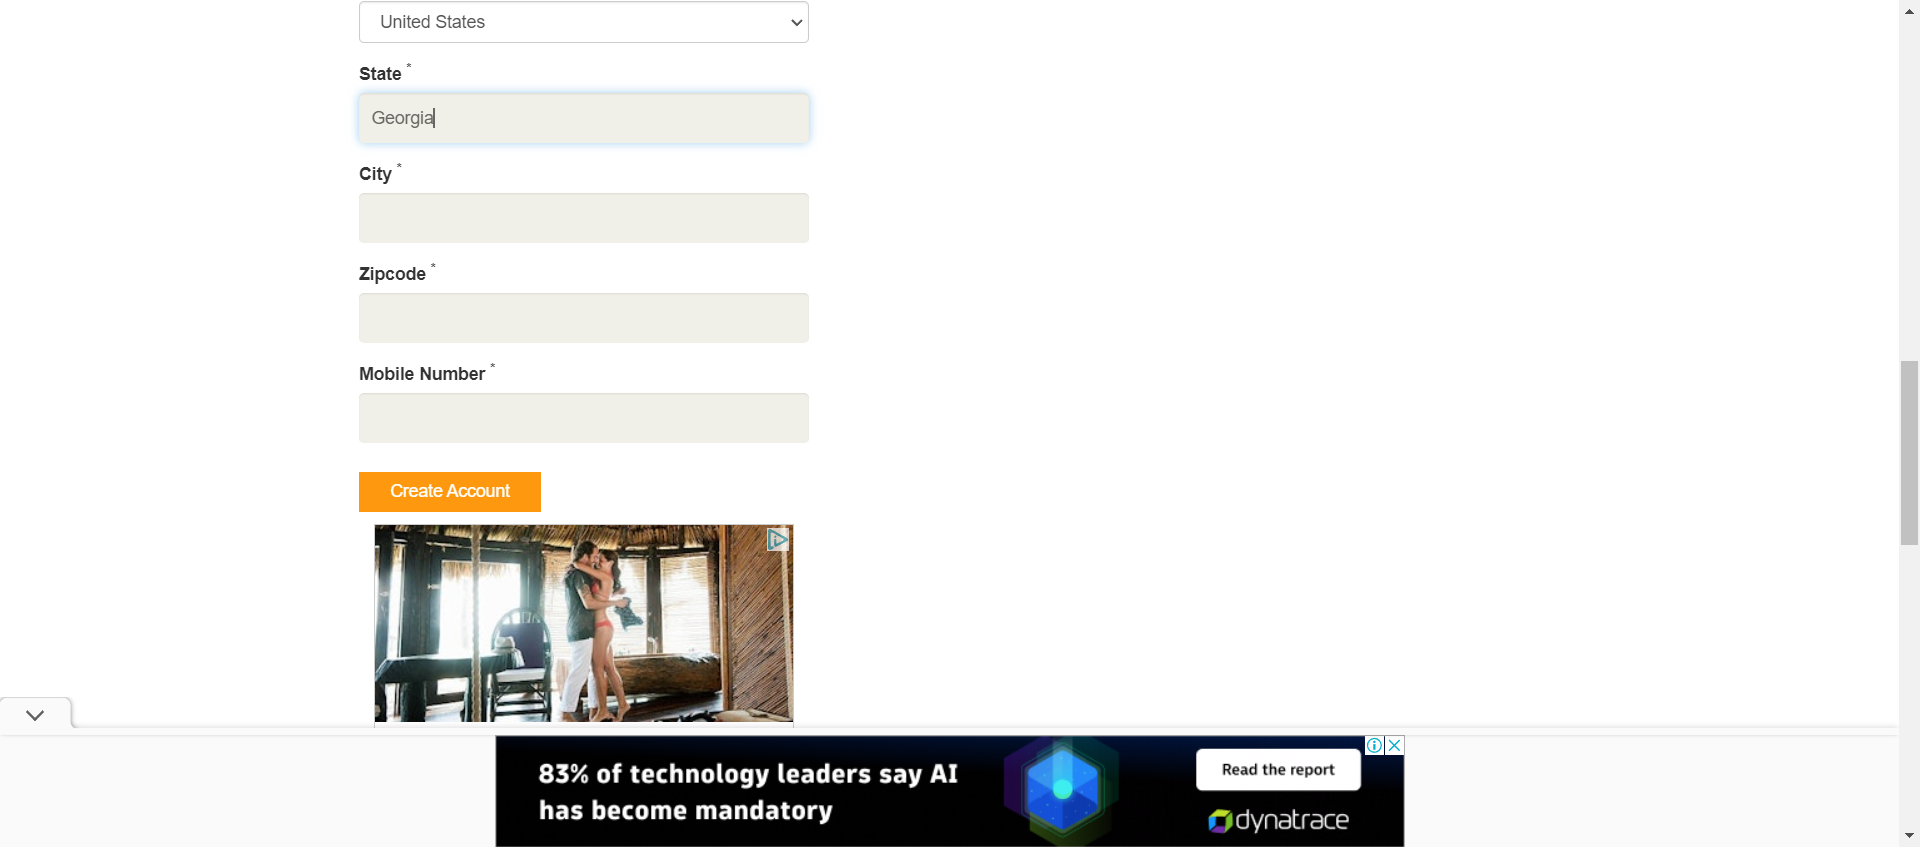 United States
State *
Georgia
City *
Zipcode *
Mobile Number *
Create Account
83% of technology leaders say AI
has become mandatory
Read the report
dynatrace